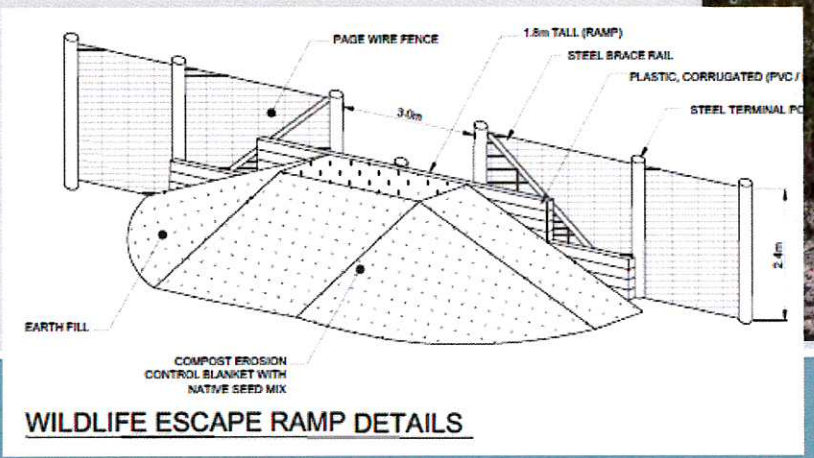 PAGE WIRE FENCE
1.8m TALL (RAMP)
STEEL BRACE RAIL
PLASTIC, CORRUGATED (PVC /
STEEL TERMINAL PO
3.0m
2.4m
EARTH FILL
COMPOST EROSION
CONTROL BLANKET WITH
NATIVE SEED MIX
WILDLIFE ESCAPE RAMP DETAILS